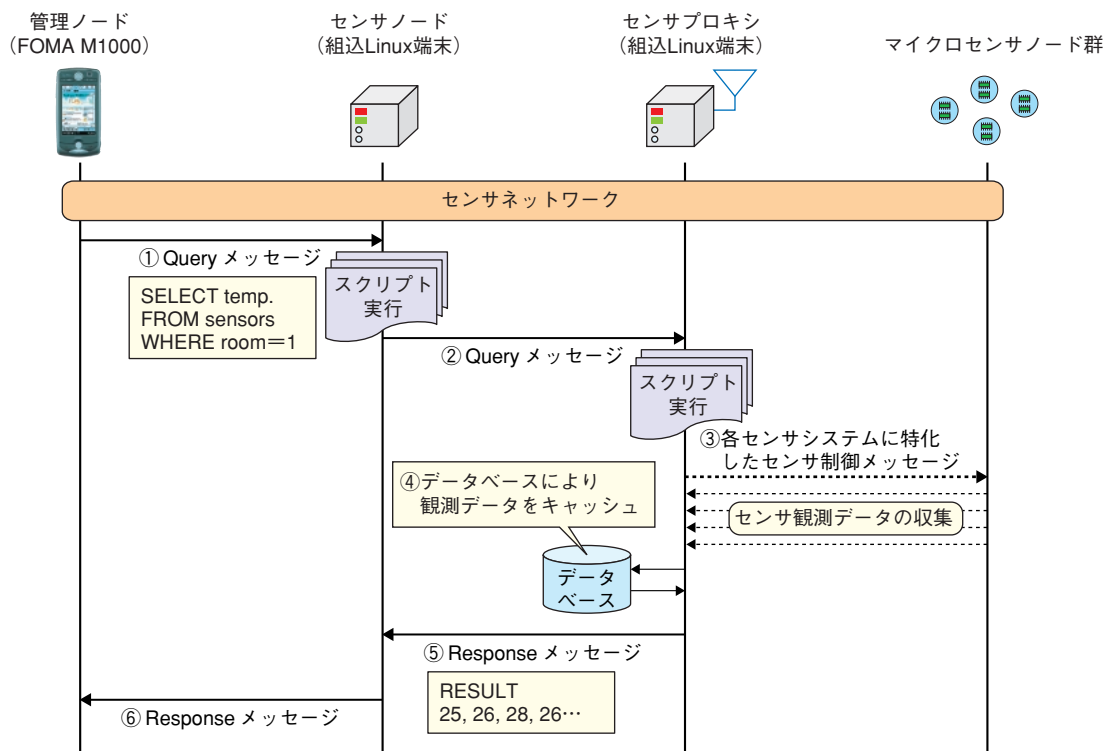 管理ノード
（FOMA M1000）
センサノード
（組込Linux端末）
センサプロキシ
（組込Linux端末）
マイクロセンサノード群
センサネットワーク
① Query メッセージ
SELECT temp.
FROM sensors
WHERE room＝1
スクリプト
実行
② Query メッセージ
スクリプト
実行
③各センサシステムに特化
したセンサ制御メッセージ
④データベースにより
観測データをキャッシュ
センサ観測データの収集
データ
ベース
⑤ Response メッセージ
RESULT
25, 26, 28, 26…
⑥ Response メッセージ